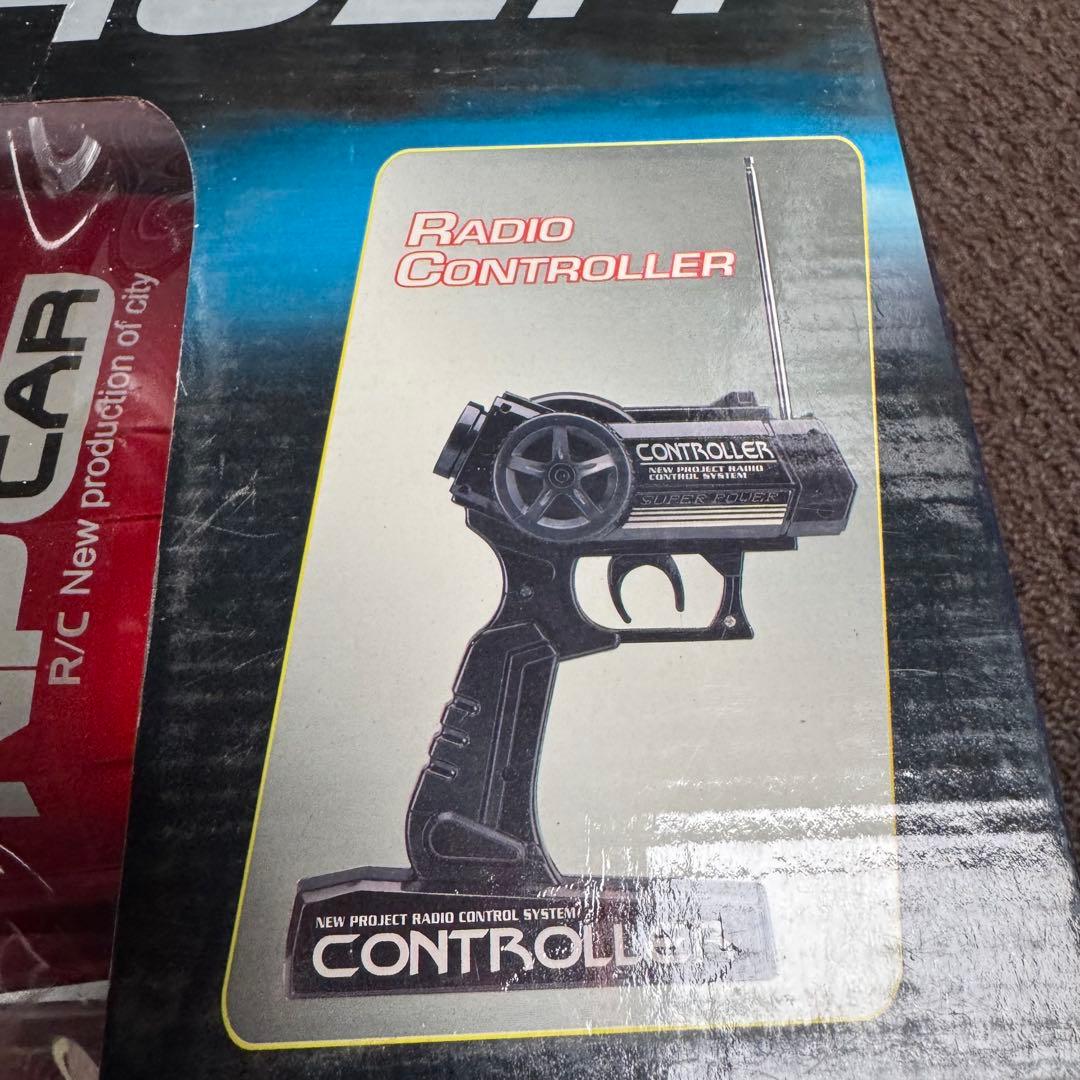 RADIO
CONTROLLER
CONTROLLER
NEW PROJECT RADIO
CONTROL SYSTEM
SUPER POUER
NEW PROJECT RADIO CONTROL SYSTEM
CONTROLLER
CAR
R/C New production of city